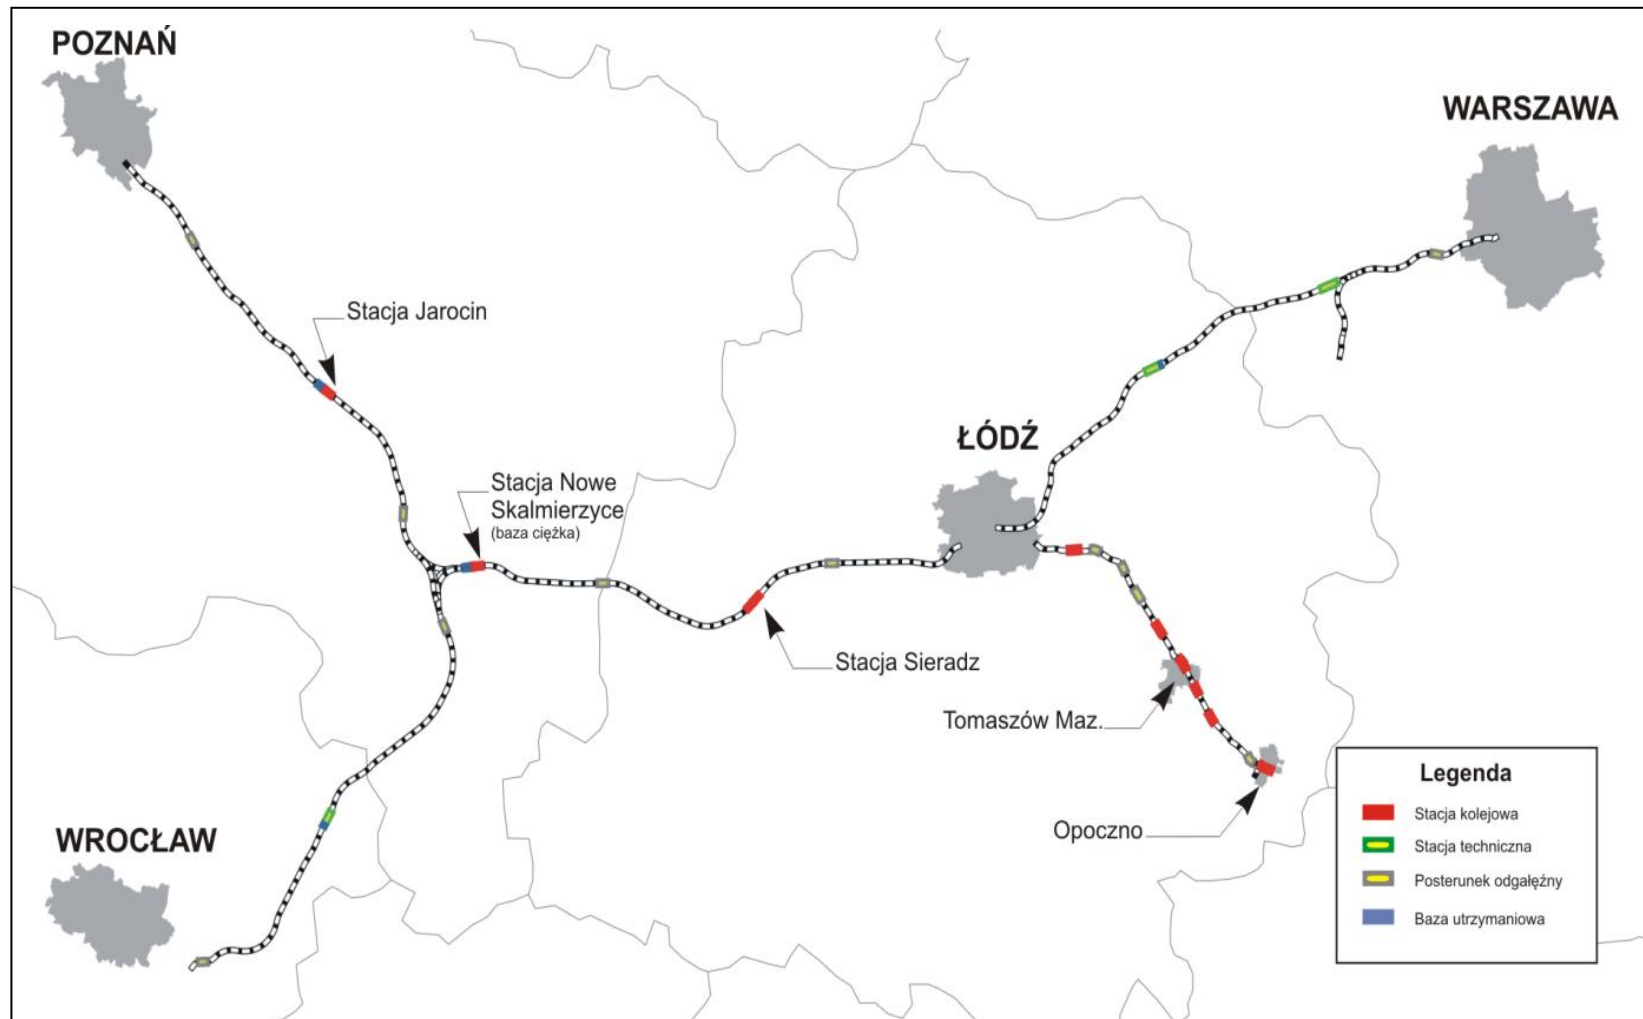 POZNAŃ
WARSZAWA
Stacja Jarocin
ŁÓDŹ
Stacja Nowe
Skalmierzyce
(baza ciężka)
Stacja Sieradz
Tomaszów Maz.
Opoczno
WROCŁAW
Legenda
Stacja kolejowa
Stacja techniczna
Posterunek odgałęźny
Baza utrzymaniowa